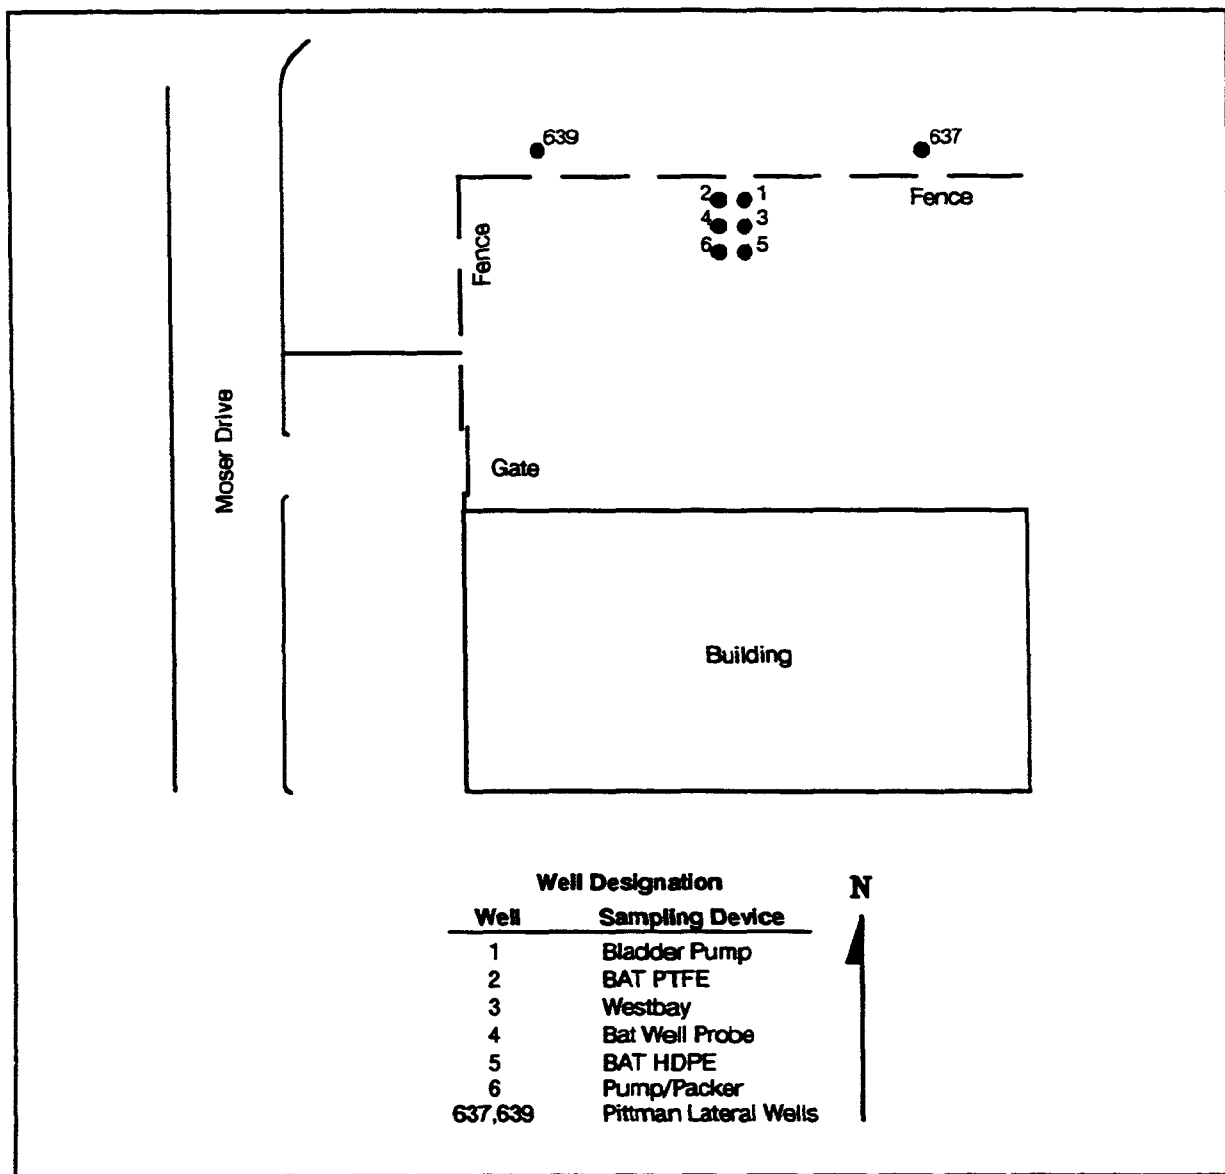 639
637
2 1
Fence
4 3
6 5
Fence
Moser Drive
Gate
Building
Well Designation
N
Well Sampling Device
1 Bladder Pump
2 BAT PTFE
3 Westbay
4 Bat Well Probe
5 BAT HDPE
6 Pump/Packer
637,639 Pittman Lateral Wells